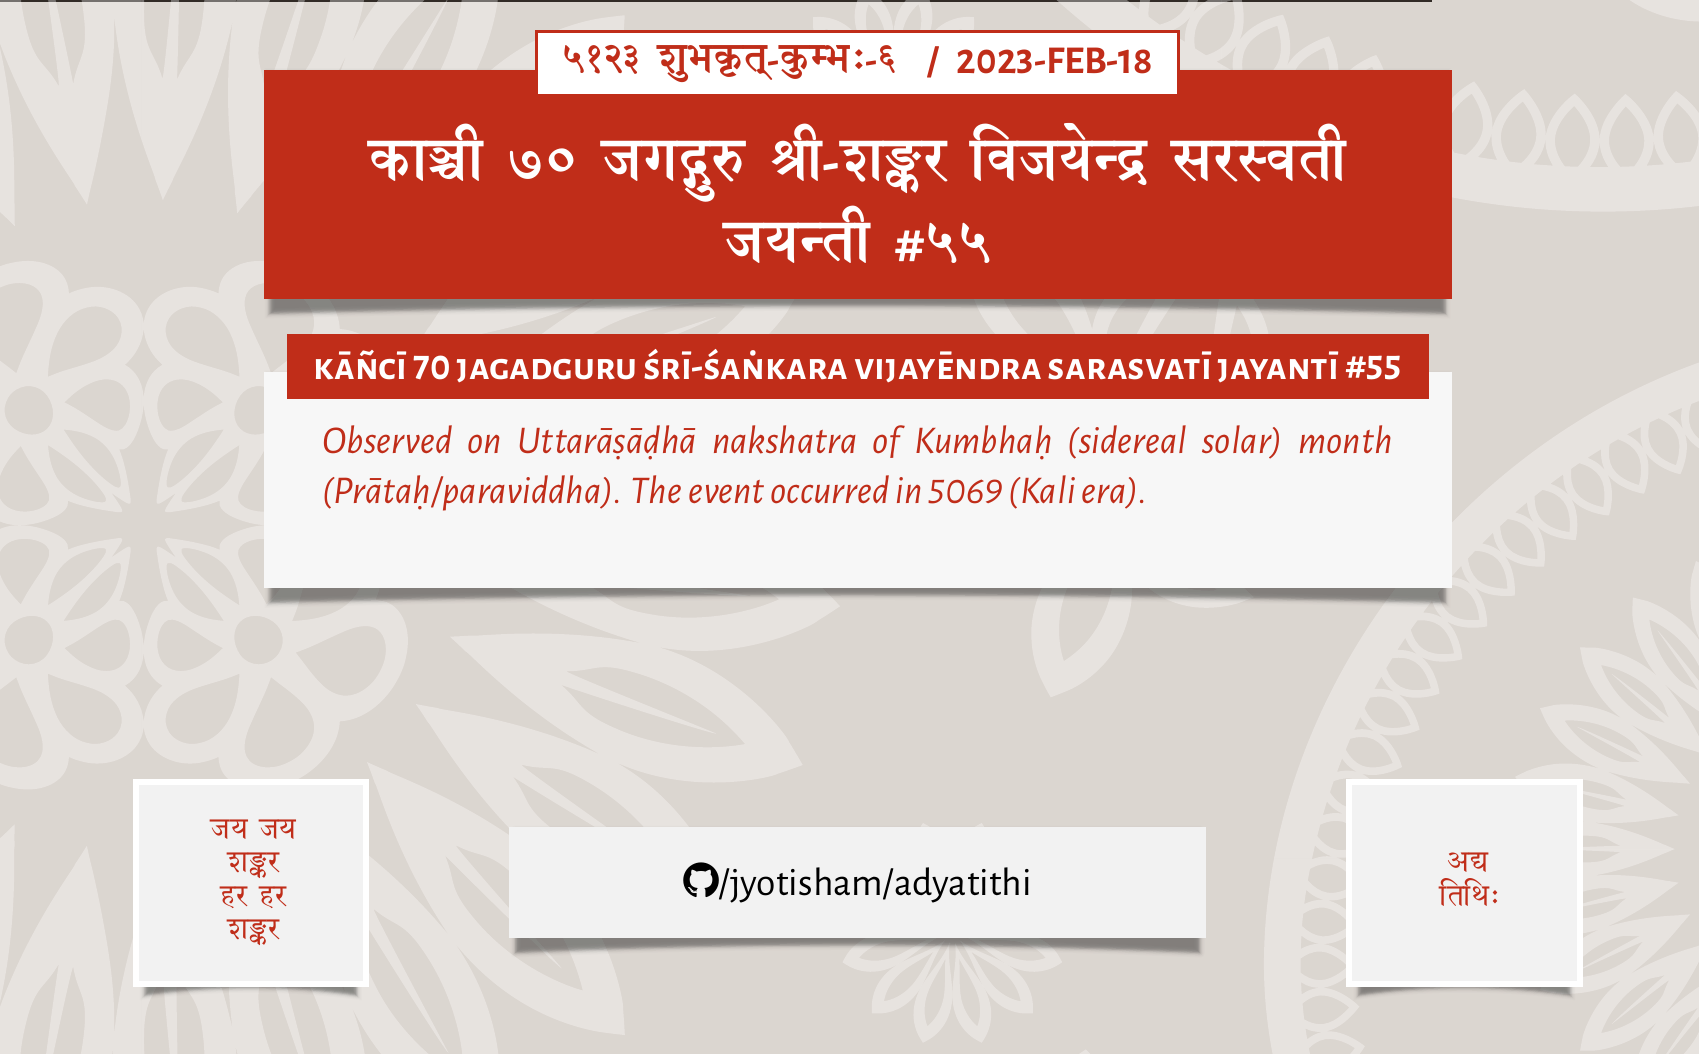 ५१२३ शुभकृत्-कुम्भः-६ / 2023-FEB-18
काञ्ची ७० जगद्गुरु श्री-शङ्कर विजयेन्द्र सरस्वती
जयन्ती #५५
KĀÑCĪ 70 JAGADGURU ŚRĪ-ŚAṄKARA VIJAYĒNDRA SARASVATĪ JAYANTĪ #55
Observed on Uttarāṣāḍhā nakshatra of Kumbhaḥ (sidereal solar) month
(Prātaḥ/paraviddha). The event occurred in 5069 (Kali era).
जय जय
शङ्कर
हर हर
शङ्कर
/jyotisham/adyatithi
अद्य
तिथिः